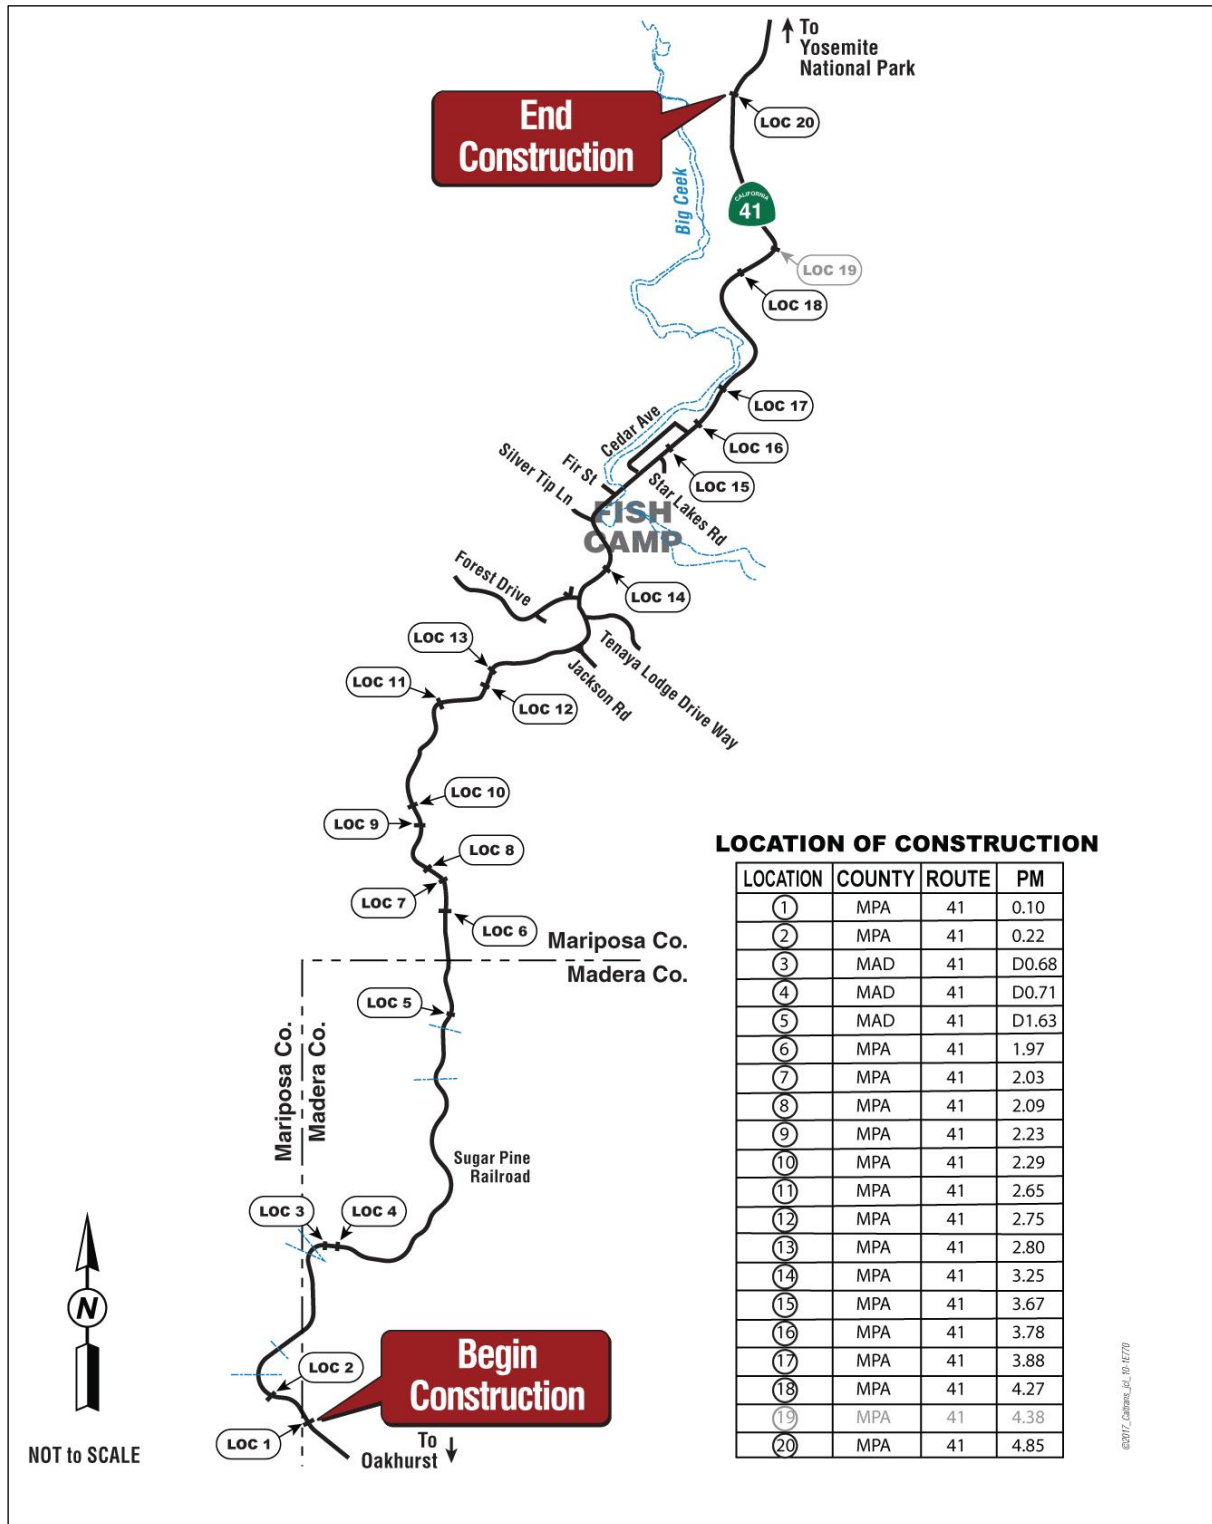 To
Yosemite
National Park
End
Construction
LOC 20
Big Ceek
CALIFORNIA
41
LOC 19
LOC 18
LOC 17
Cedar Ave
LOC 16
Fir St
Silver Tip Ln
LOC 15
Star Lakes Rd
FISH
CAMP
Forest Drive
LOC 14
LOC 13
Tenaya Lodge Drive Way
Jackson Rd
LOC 11
LOC 12
LOC 10
LOC 9
LOC 8
LOC 7
LOC 6
Mariposa Co.
Madera Co.
LOC 5
Mariposa Co.
Madera Co.
Sugar Pine
Railroad
LOC 3
LOC 4
N
NOT to SCALE
LOC 2
Begin
Construction
LOC 1
To
Oakhurst
LOCATION OF CONSTRUCTION
LOCATION COUNTY ROUTE PM
1 MPA 41 0.10
2 MPA 41 0.22
3 MAD 41 D0.68
4 MAD 41 D0.71
5 MAD 41 D1.63
6 MPA 41 1.97
7 MPA 41 2.03
8 MPA 41 2.09
9 MPA 41 2.23
10 MPA 41 2.29
11 MPA 41 2.65
12 MPA 41 2.75
13 MPA 41 2.80
14 MPA 41 3.25
15 MPA 41 3.67
16 MPA 41 3.78
17 MPA 41 3.88
18 MPA 41 4.27
19 MPA 41 4.38
20 MPA 41 4.85
©2017_Caltrans_jcl_10-1E770